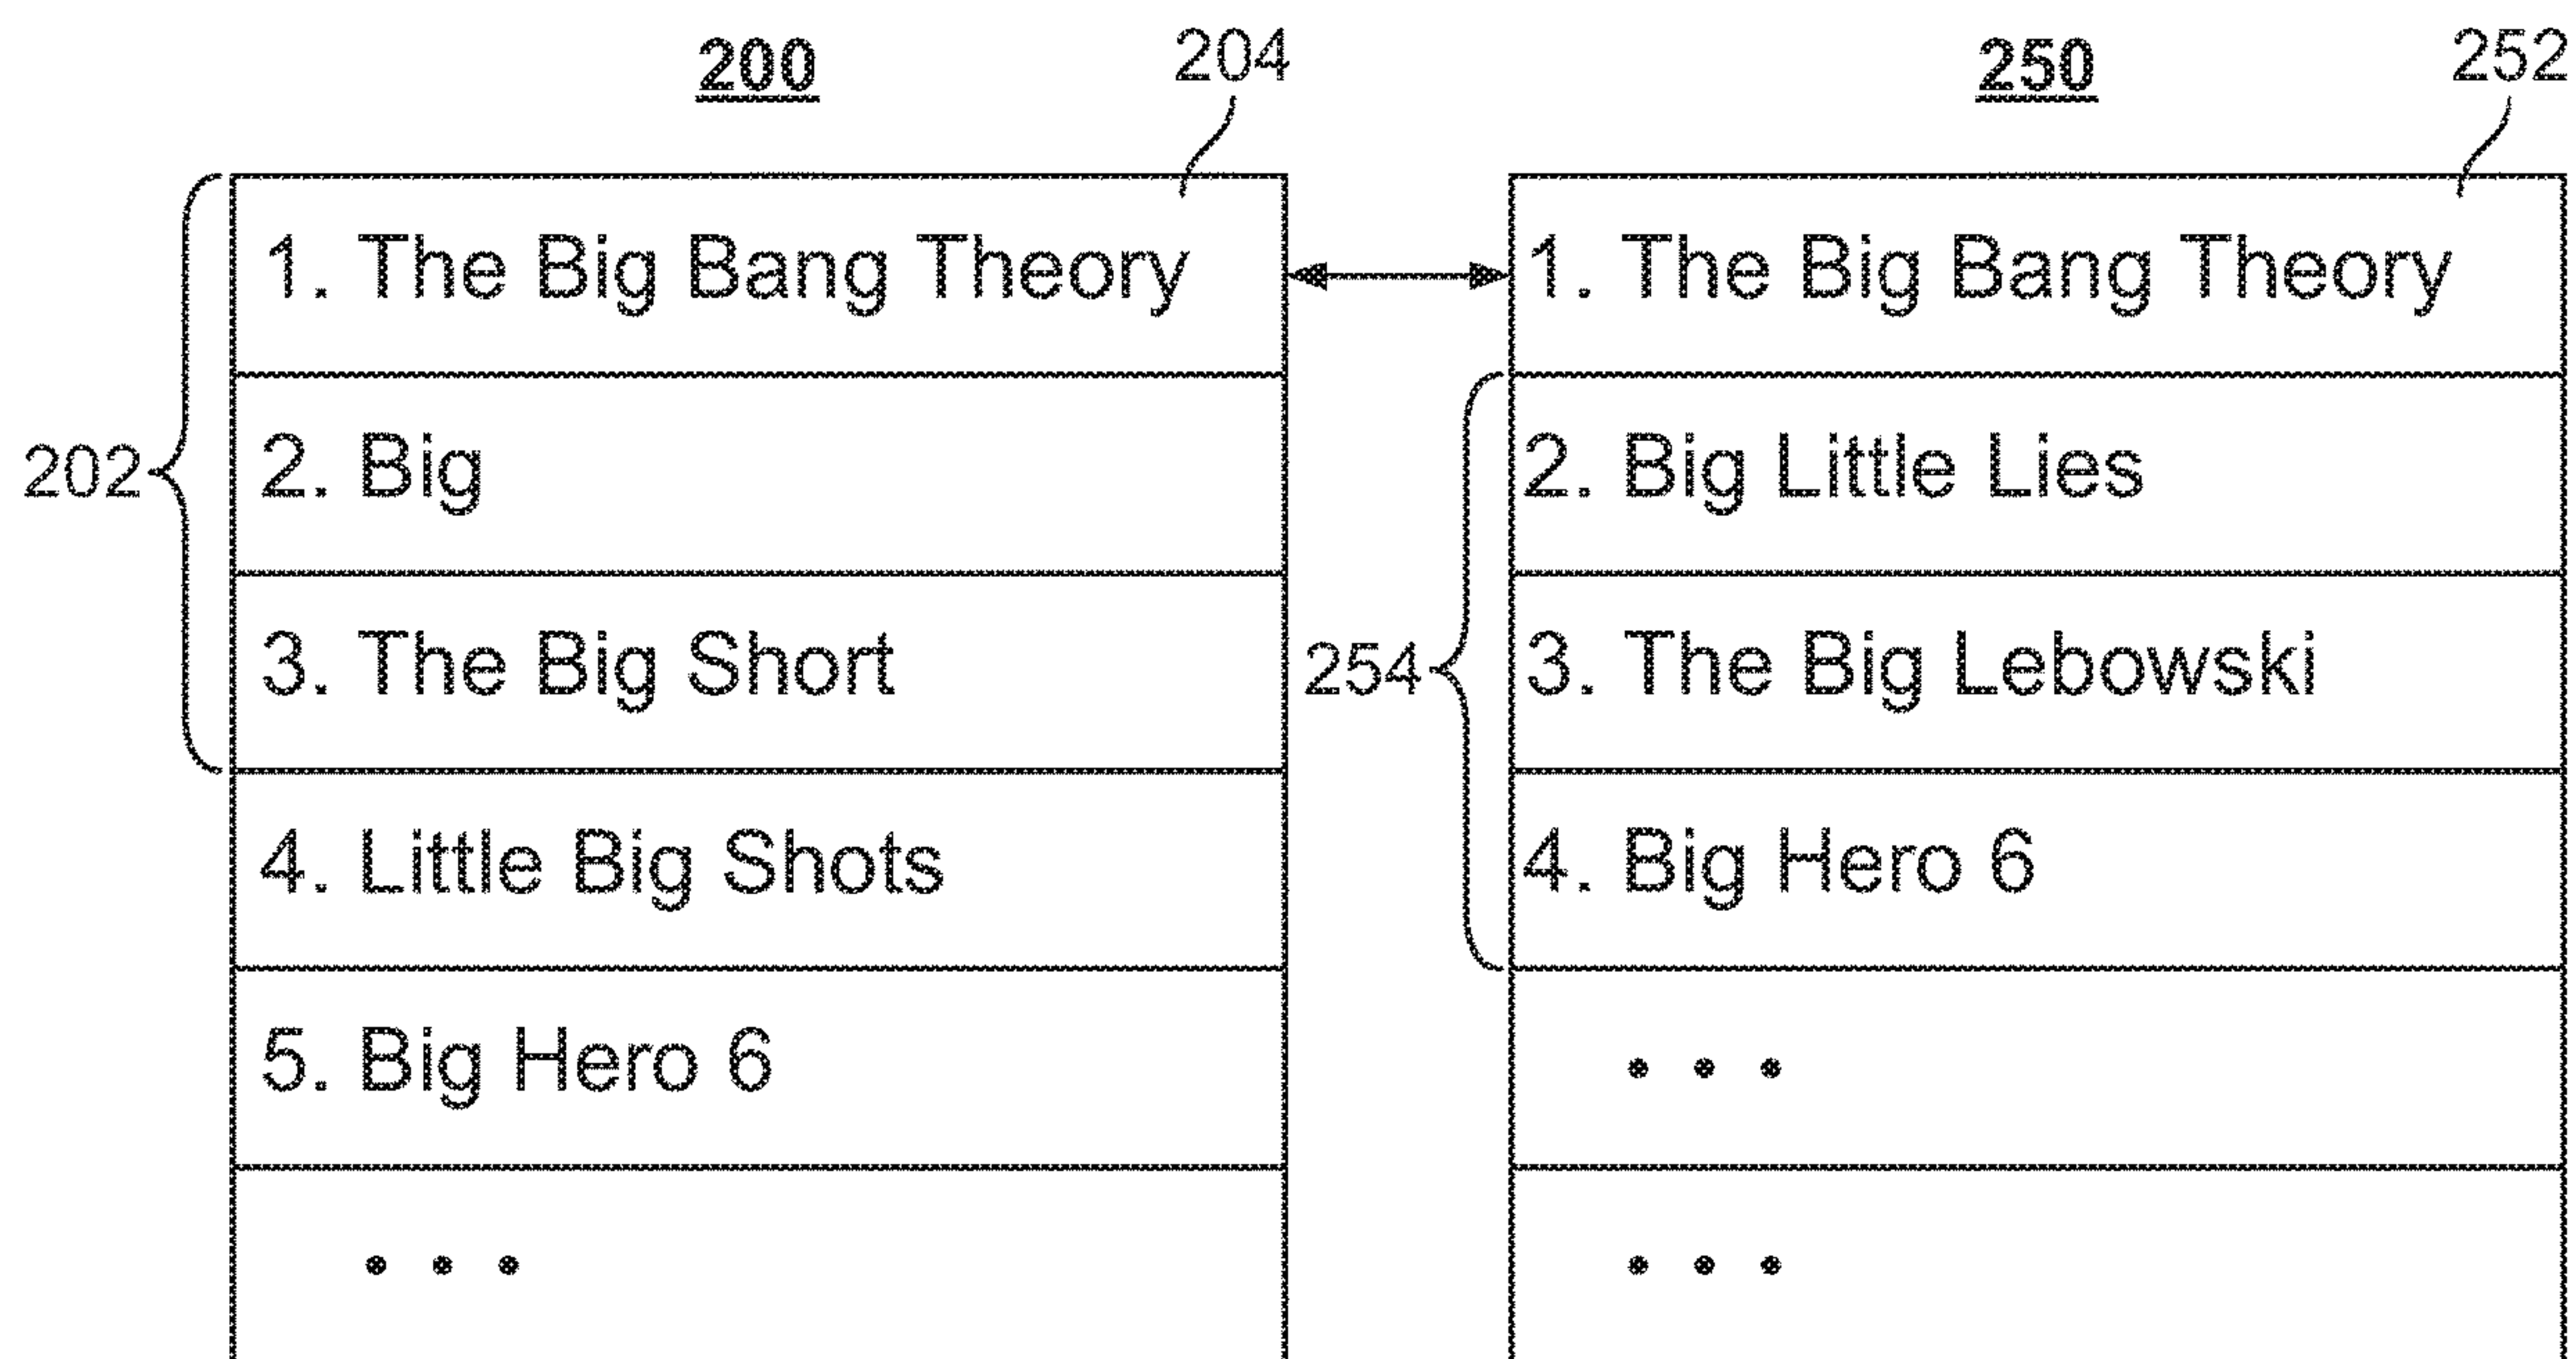 200
204
250
252
1. The Big Bang Theory
1. The Big Bang Theory
2. Big
2. Big Little Lies
202
3. The Big Short
3. The Big Lebowski
254
4. Little Big Shots
4. Big Hero 6
5. Big Hero 6
. . .
. . .
. . .